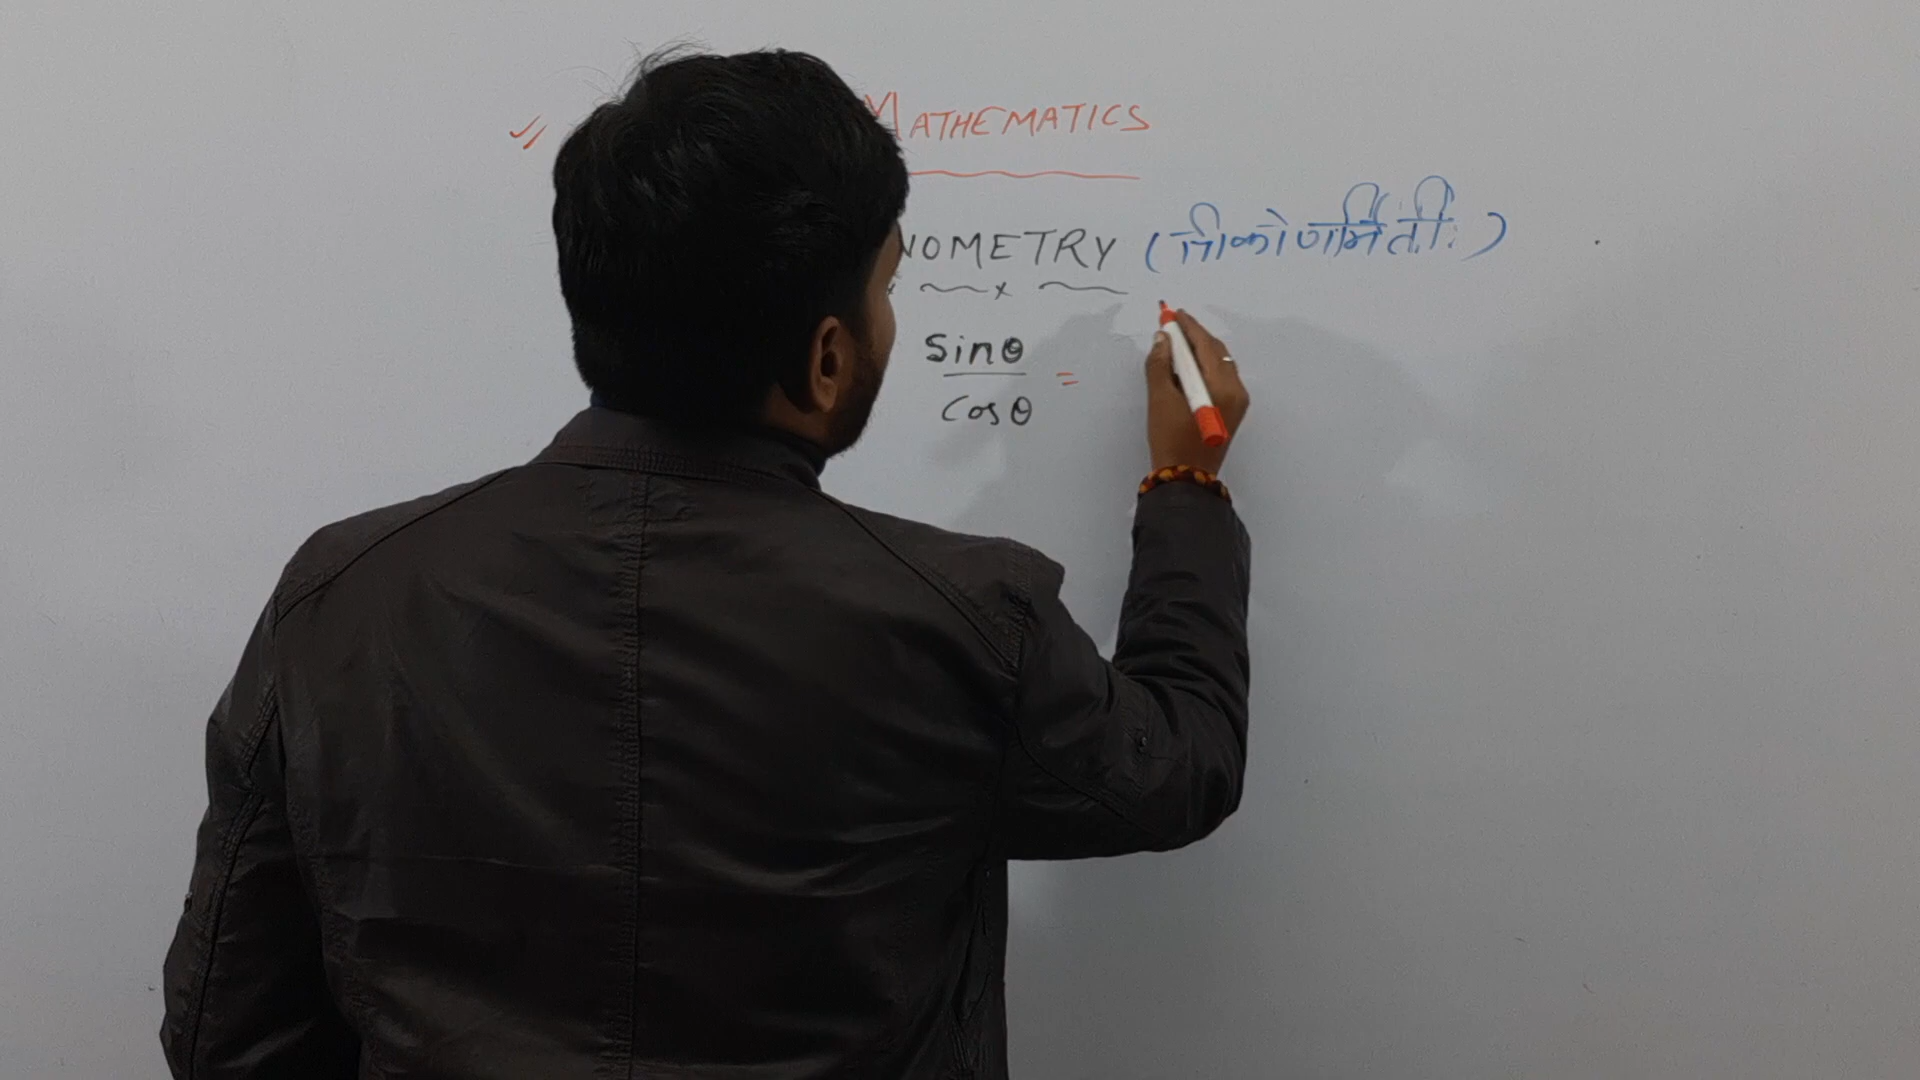 MATHEMATICS
NOMETRY (त्रिकोणमिती)
sinθ
=
cosθ